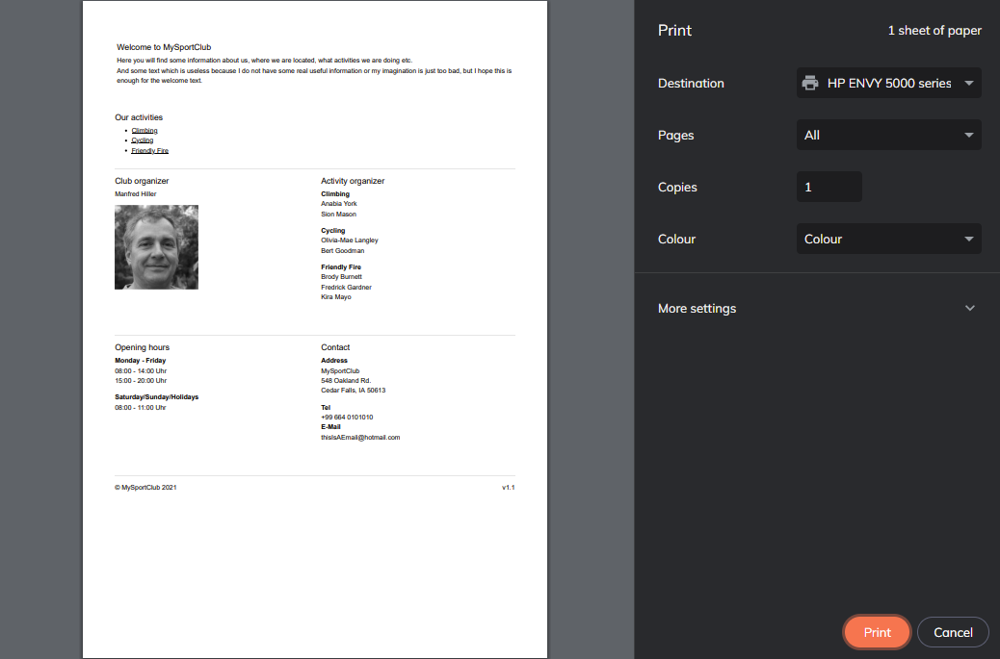 Welcome to MySportClub
Here you will find some information about us, where we are located, what activities we are doing etc.
And some text which is useless because I do not have some real useful information or my imagination is just too bad, but I hope this is
enough for the welcome text.
Our activities
• Climbing
• Cycling
• Friendly Fire
Club organizer
Manfred Hiller
Activity organizer
Climbing
Anabia York
Sion Mason
Cycling
Olivia-Mae Langley
Bert Goodman
Friendly Fire
Brody Burnett
Fredrick Gardner
Kira Mayo
Opening hours
Monday - Friday
08:00 - 14:00 Uhr
15:00 - 20:00 Uhr
Saturday/Sunday/Holidays
08:00 - 11:00 Uhr
Contact
Address
MySportClub
548 Oakland Rd.
Cedar Falls, IA 50613
Tel
+99 664 0101010
E-Mail
thisIsAEmail@hotmail.com
© MySportClub 2021
v1.1
Print
1 sheet of paper
Destination
HP ENVY 5000 series
Pages
All
Copies
1
Colour
Colour
More settings
Print
Cancel